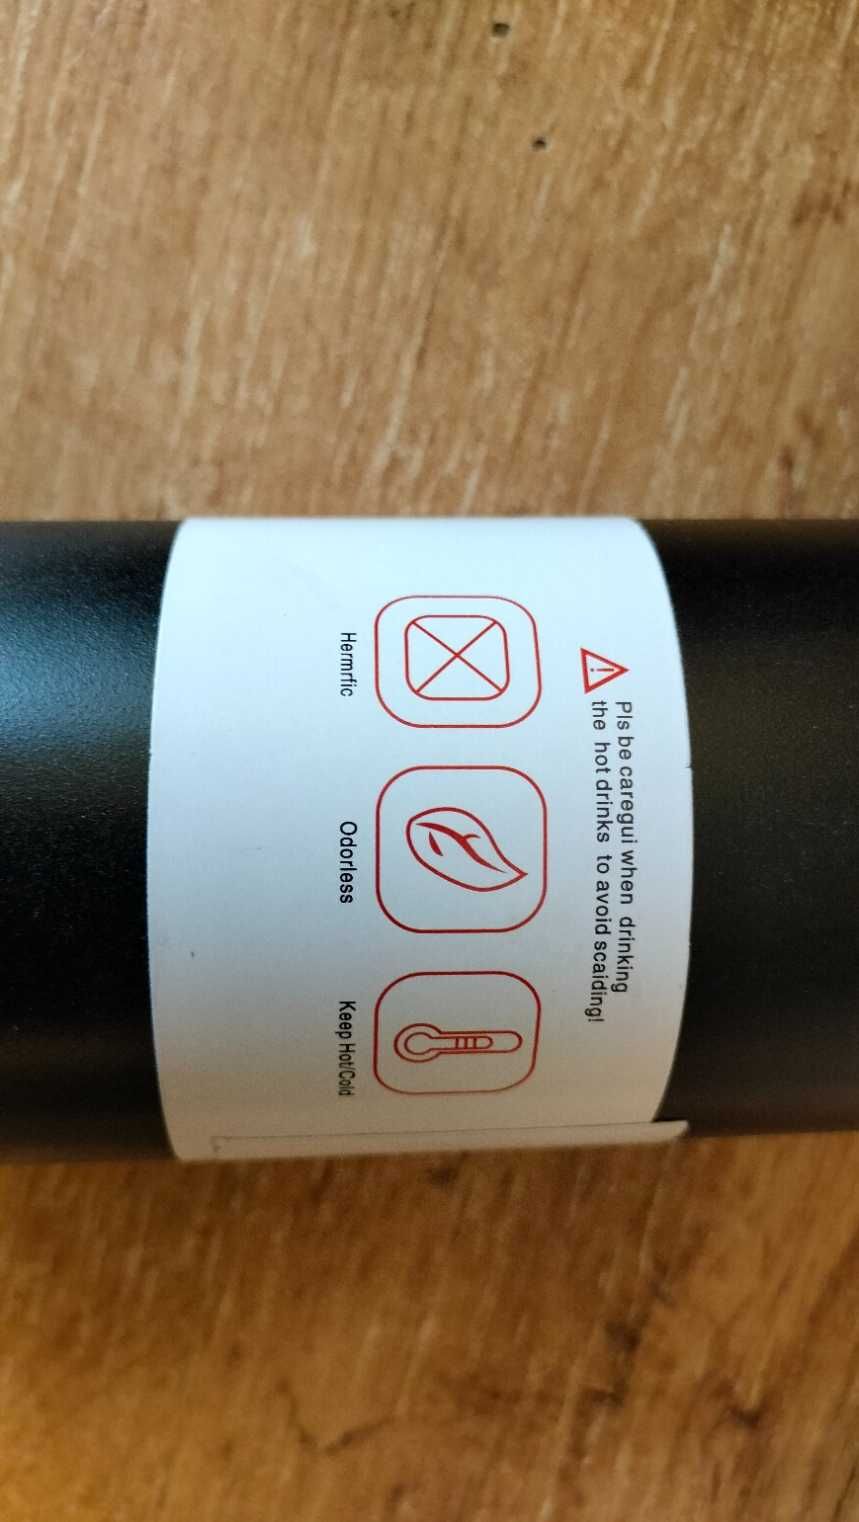 Pls be caregui when drinking
the hot drinks to avoid scaiding!
Hermrfic
Odorless
Keep Hot/Cold